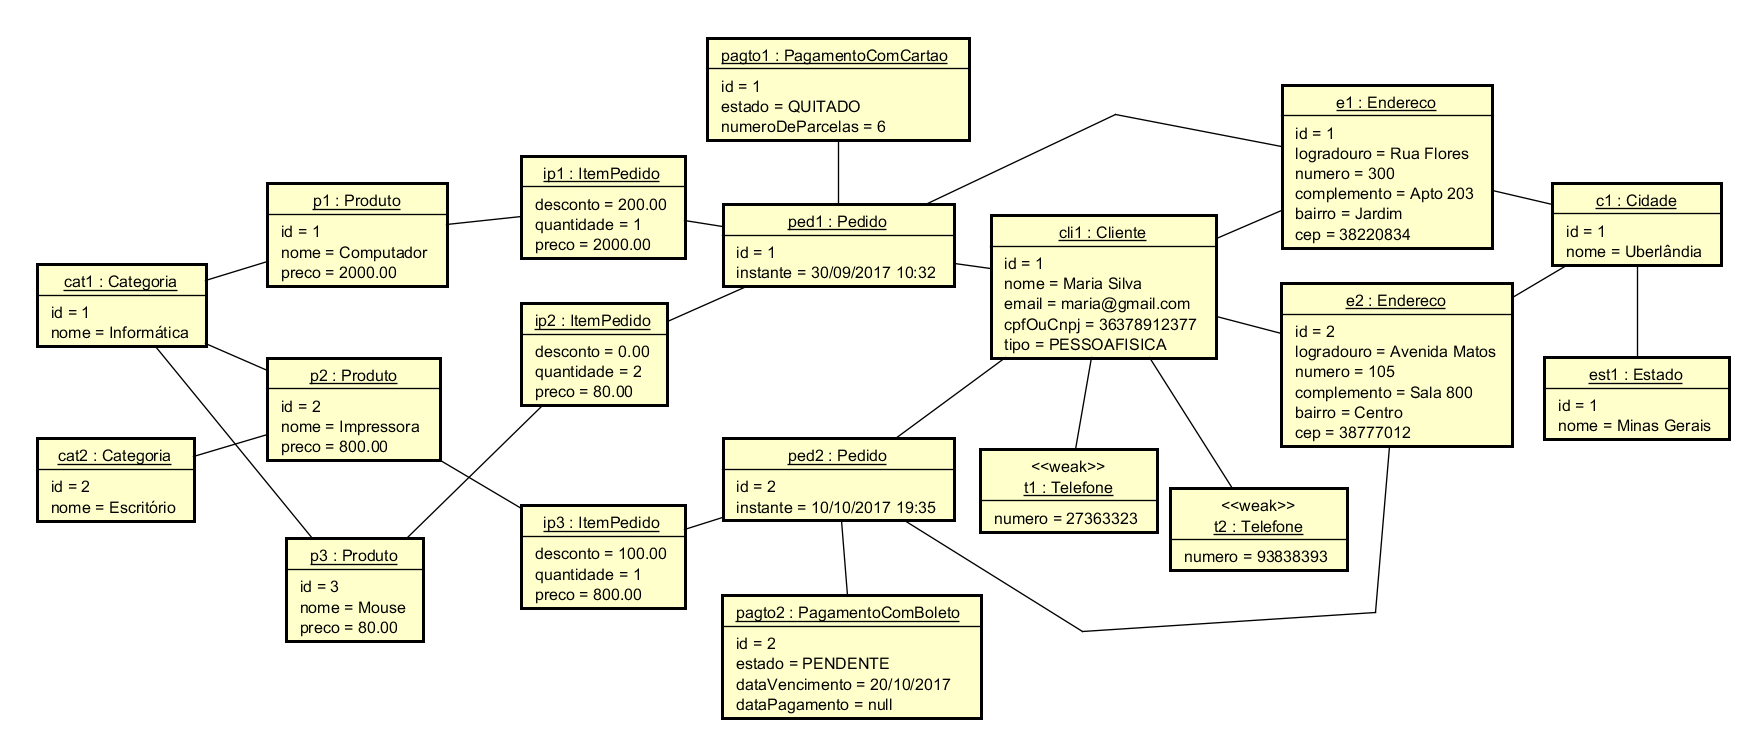 pagto1 : PagamentoComCartao
id = 1
estado = QUITADO
numeroDeParcelas = 6
e1 : Endereco
id = 1
logradouro = Rua Flores
numero = 300
complemento = Apto 203
bairro = Jardim
cep = 38220834
ip1 : ItemPedido
desconto = 200.00
quantidade = 1
preco = 2000.00
p1 : Produto
id = 1
nome = Computador
preco = 2000.00
ped1 : Pedido
id = 1
instante = 30/09/2017 10:32
cli1 : Cliente
id = 1
nome = Maria Silva
email = maria@gmail.com
cpfOuCnpj = 36378912377
tipo = PESSOAFISICA
c1 : Cidade
id = 1
nome = Uberlândia
cat1 : Categoria
id = 1
nome = Informática
ip2 : ItemPedido
desconto = 0.00
quantidade = 2
preco = 80.00
e2 : Endereco
id = 2
logradouro = Avenida Matos
numero = 105
complemento = Sala 800
bairro = Centro
cep = 38777012
p2 : Produto
id = 2
nome = Impressora
preco = 800.00
est1 : Estado
id = 1
nome = Minas Gerais
cat2 : Categoria
id = 2
nome = Escritório
ped2 : Pedido
id = 2
instante = 10/10/2017 19:35
<<weak>>
t1 : Telefone
numero = 27363323
<<weak>>
t2 : Telefone
numero = 93838393
ip3 : ItemPedido
desconto = 100.00
quantidade = 1
preco = 800.00
p3 : Produto
id = 3
nome = Mouse
preco = 80.00
pagto2 : PagamentoComBoleto
id = 2
estado = PENDENTE
dataVencimento = 20/10/2017
dataPagamento = null